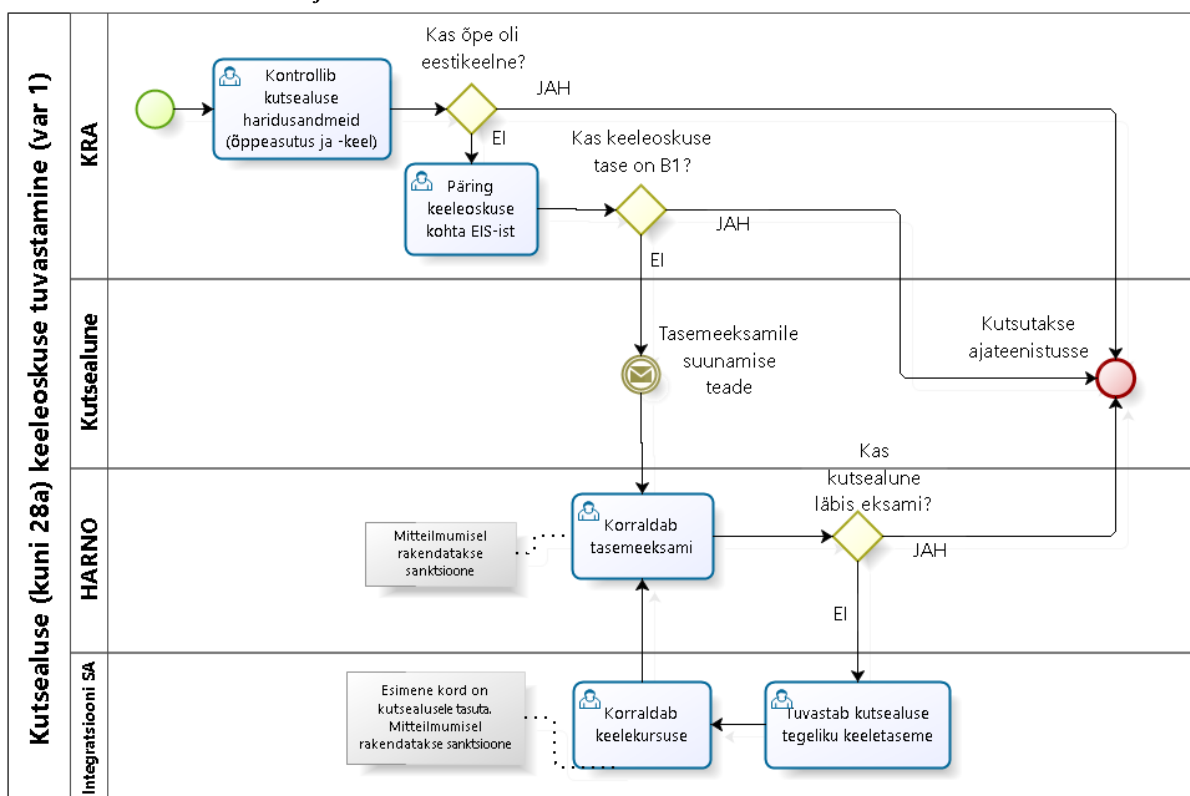 Kutsealuse (kuni 28a) keeleoskuse tuvastamine (var 1)
KRA
Kontrollib
kutsealuse
haridusandmeid
(õppeasutus ja -keel)
Kas õpe oli
eestikeelne?
JAH
EI
Päring
keeleoskuse
kohta EIS-ist
Kas keeleoskuse
tase on B1?
JAH
EI
Kutsealune
Tasemeeksamile
suunamise
teade
Kutsutakse
ajateenistusse
HARNO
Mitteilmumisel
rakendatakse
sanktsioone
Korraldab
tasemeeksami
Kas
kutsealune
läbis eksami?
JAH
EI
Integratsiooni SA
Esimene kord on
kutsealusele tasuta.
Mitteilmumisel
rakendatakse sanktsioone
Korraldab
keelekursuse
Tuvastab kutsealuse
tegeliku keeletaseme